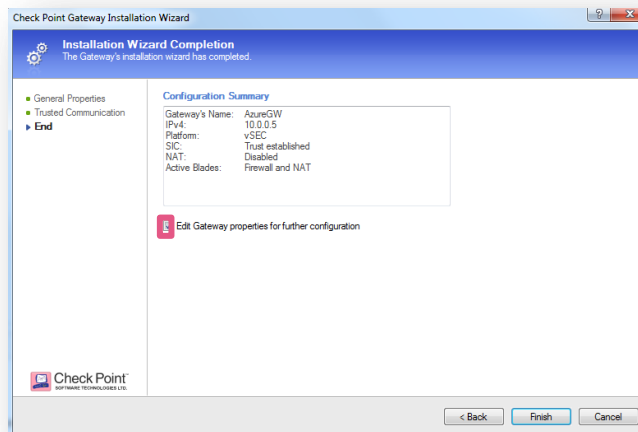 Check Point Gateway Installation Wizard
Installation Wizard Completion
The Gateway's installation wizard has completed.
General Properties
Trusted Communication
End
Configuration Summary
Gateway's Name: AzureGW
IPv4: 10.0.0.5
Platform: vSEC
SIC: Trust established
NAT: Disabled
Active Blades: Firewall and NAT
Edit Gateway properties for further configuration
Check Point
SOFTWARE TECHNOLOGIES LTD.
< Back Finish Cancel